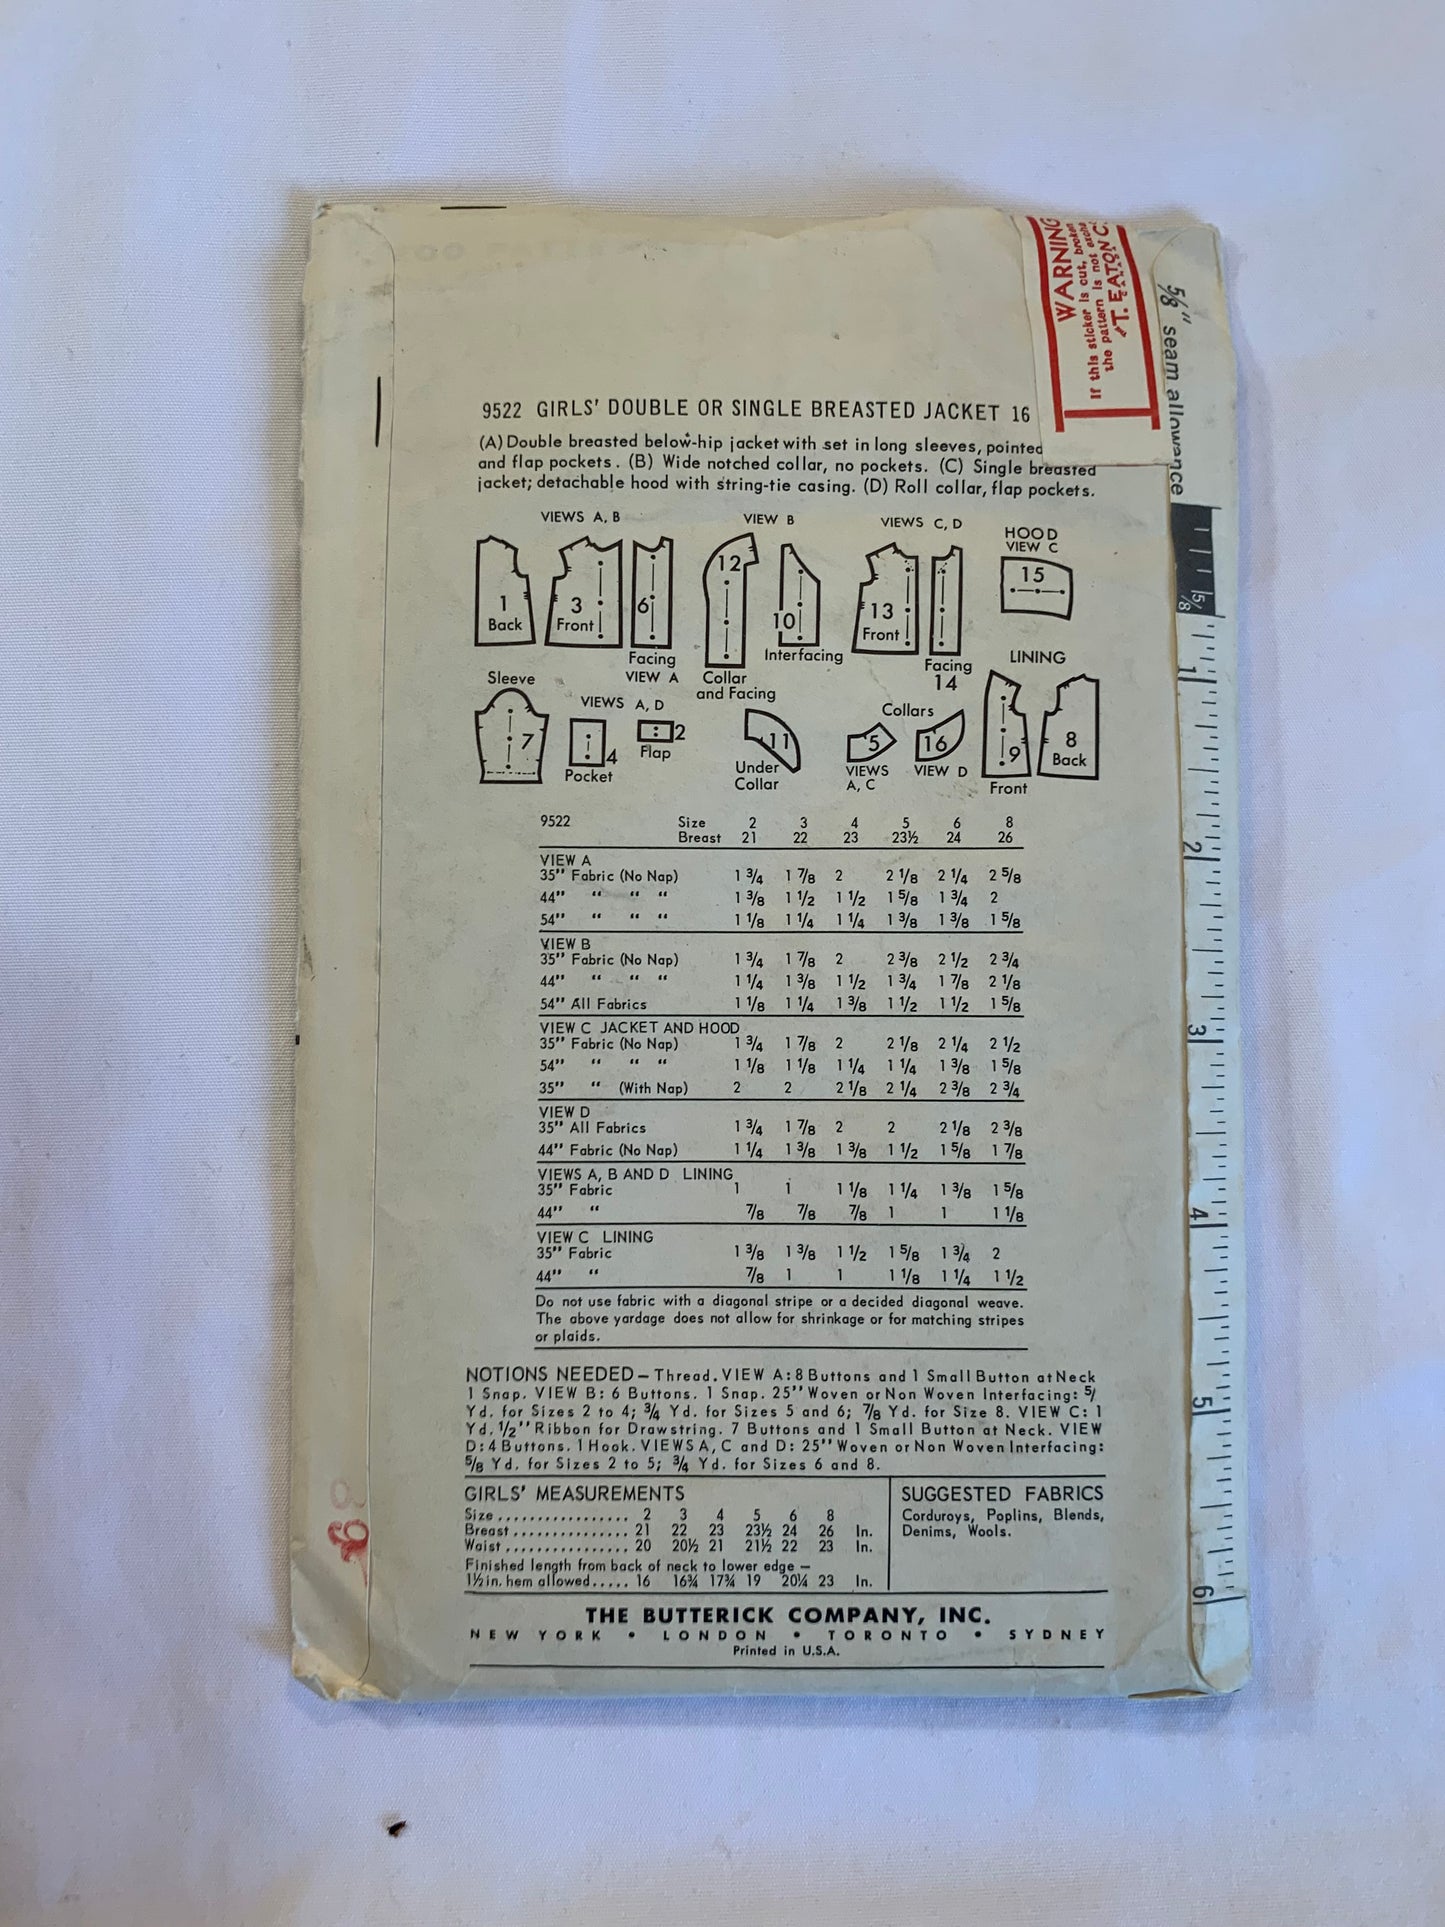 WARNING
If this sticker is cut, broken
the pattern is not
T. EATON C
CANADA
5/8" seam allowance
9522 GIRLS' DOUBLE OR SINGLE BREASTED JACKET 16
(A) Double breasted below-hip jacket with set in long sleeves, pointed
and flap pockets. (B) Wide notched collar, no pockets. (C) Single breasted
jacket; detachable hood with string-tie casing. (D) Roll collar, flap pockets.
VIEWS A, B VIEW B VIEWS C, D HOOD
VIEW C
1 Back
3 Front
6 Facing VIEW A
12 Collar and Facing
10 Interfacing
13 Front
Facing 14
15
LINING
Sleeve 7
VIEWS A, D
4 Pocket
2 Flap
11 Under Collar
Collars
5 VIEWS A, C
16 VIEW D
9 Front
8 Back
9522 Size 2 3 4 5 6 8
Breast 21 22 23 23½ 24 26
VIEW A
35" Fabric (No Nap) 1 3/4 1 7/8 2 2 1/8 2 1/4 2 5/8
44" " " " 1 3/8 1 1/2 1 1/2 1 5/8 1 3/4 2
54" " " " 1 1/8 1 1/4 1 1/4 1 3/8 1 3/8 1 5/8
VIEW B
35" Fabric (No Nap) 1 3/4 1 7/8 2 2 3/8 2 1/2 2 3/4
44" " " " 1 1/4 1 3/8 1 1/2 1 3/4 1 7/8 2 1/8
54" All Fabrics 1 1/8 1 1/4 1 3/8 1 1/2 1 1/2 1 5/8
VIEW C JACKET AND HOOD
35" Fabric (No Nap) 1 3/4 1 7/8 2 2 1/8 2 1/4 2 1/2
54" " " " 1 1/8 1 1/8 1 1/4 1 1/4 1 3/8 1 5/8
35" " (With Nap) 2 2 2 1/8 2 1/4 2 3/8 2 3/4
VIEW D
35" All Fabrics 1 3/4 1 7/8 2 2 2 1/8 2 3/8
44" Fabric (No Nap) 1 1/4 1 3/8 1 3/8 1 1/2 1 5/8 1 7/8
VIEWS A, B AND D LINING
35" Fabric 1 1 1 1/8 1 1/4 1 3/8 1 5/8
44" " 7/8 7/8 7/8 1 1 1 1/8
VIEW C LINING
35" Fabric 1 3/8 1 3/8 1 1/2 1 5/8 1 3/4 2
44" " 7/8 1 1 1 1/8 1 1/4 1 1/2
Do not use fabric with a diagonal stripe or a decided diagonal weave.
The above yardage does not allow for shrinkage or for matching stripes
or plaids.
NOTIONS NEEDED – Thread. VIEW A: 8 Buttons and 1 Small Button at Neck
1 Snap. VIEW B: 6 Buttons. 1 Snap. 25" Woven or Non Woven Interfacing: 5/
Yd. for Sizes 2 to 4; 3/4 Yd. for Sizes 5 and 6; 7/8 Yd. for Size 8. VIEW C: 1
Yd. 1/2" Ribbon for Drawstring. 7 Buttons and 1 Small Button at Neck. VIEW
D: 4 Buttons. 1 Hook. VIEWS A, C and D: 25" Woven or Non Woven Interfacing:
5/8 Yd. for Sizes 2 to 5; 3/4 Yd. for Sizes 6 and 8.
GIRLS' MEASUREMENTS
Size ................. 2 3 4 5 6 8
Breast ............... 21 22 23 23½ 24 26 In.
Waist ................ 20 20½ 21 21½ 22 23 In.
Finished length from back of neck to lower edge –
1½ in. hem allowed ..... 16 16¾ 17¾ 19 20¼ 23 In.
SUGGESTED FABRICS
Corduroys, Poplins, Blends,
Denims, Wools.
THE BUTTERICK COMPANY, INC.
NEW YORK • LONDON • TORONTO • SYDNEY
Printed in U.S.A.
5/8
1
2
3
4
5
6